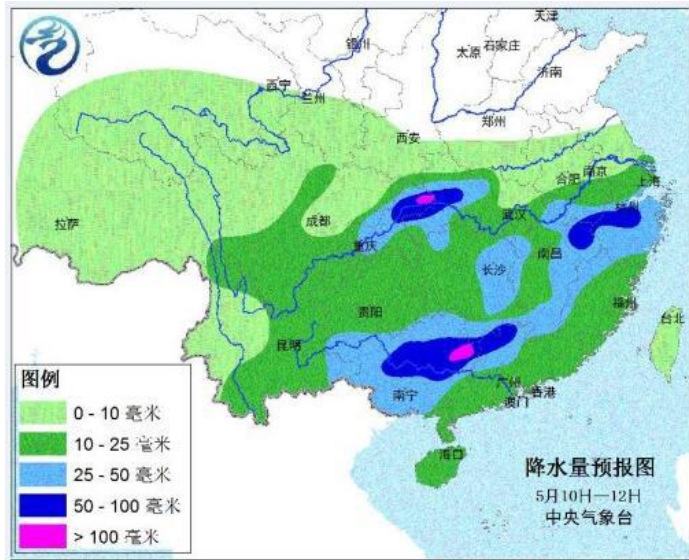 天津
银川
太原
石家庄
济南
西宁
兰州
郑州
西安
合肥
南京
上海
杭州
拉萨
成都
武汉
重庆
南昌
长沙
贵阳
福州
台北
昆明
南宁
广州
香港
澳门
海口
图例
0 - 10 毫米
10 - 25 毫米
25 - 50 毫米
50 - 100 毫米
> 100 毫米
降水量预报图
5月10日—12日
中央气象台